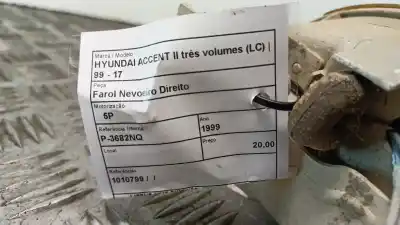 Marca / Modelo
HYUNDAI ACCENT II três volumes (LC) |
99 - 17
Peça
Farol Nevoeiro Direito
Motorização
6P
Ano
1999
Referência Interna
P-3682NQ
Preço
20.00
Local
Referência
1010799 / /